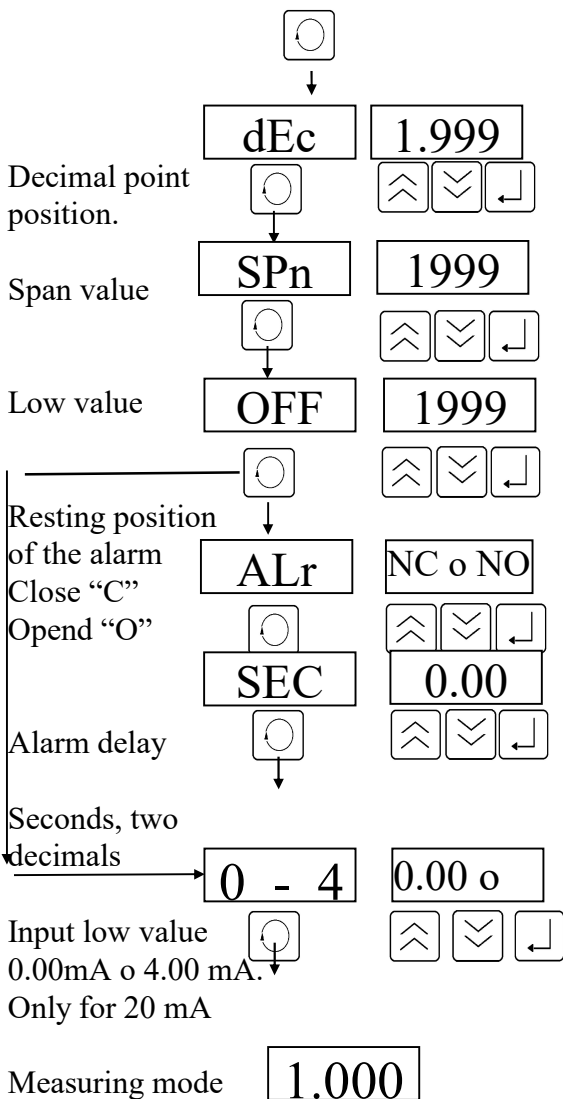 dEc 1.999
Decimal point
position.
SPn 1999
Span value
Low value OFF 1999
Resting position
of the alarm
Close “C”
Opend “O”
ALr NC o NO
SEC 0.00
Alarm delay
Seconds, two
decimals
0 - 4 0.00 o
Input low value
0.00mA o 4.00 mA.
Only for 20 mA
Measuring mode 1.000